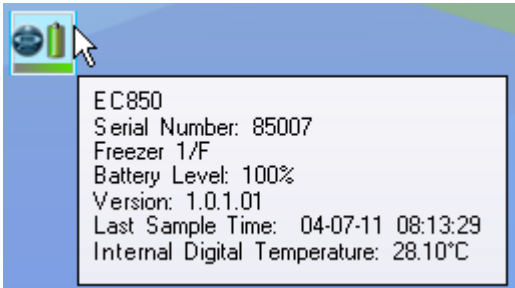 EC850
Serial Number: 85007
Freezer 1/F
Battery Level: 100%
Version: 1.0.1.01
Last Sample Time: 04-07-11 08:13:29
Internal Digital Temperature: 28.10°C